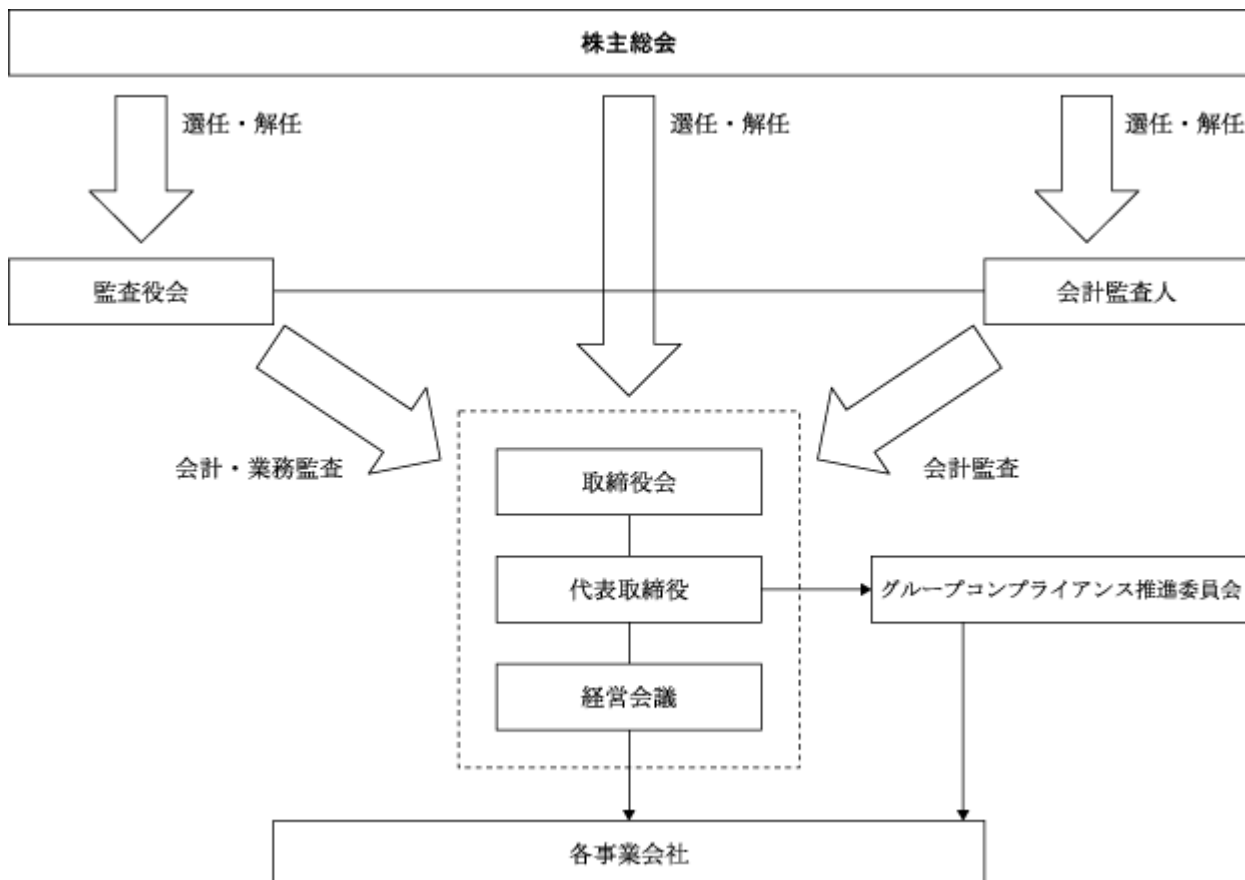 株主総会
選任・解任
選任・解任
選任・解任
監査役会
会計監査人
会計・業務監査
会計監査
取締役会
代表取締役
グループコンプライアンス推進委員会
経営会議
各事業会社